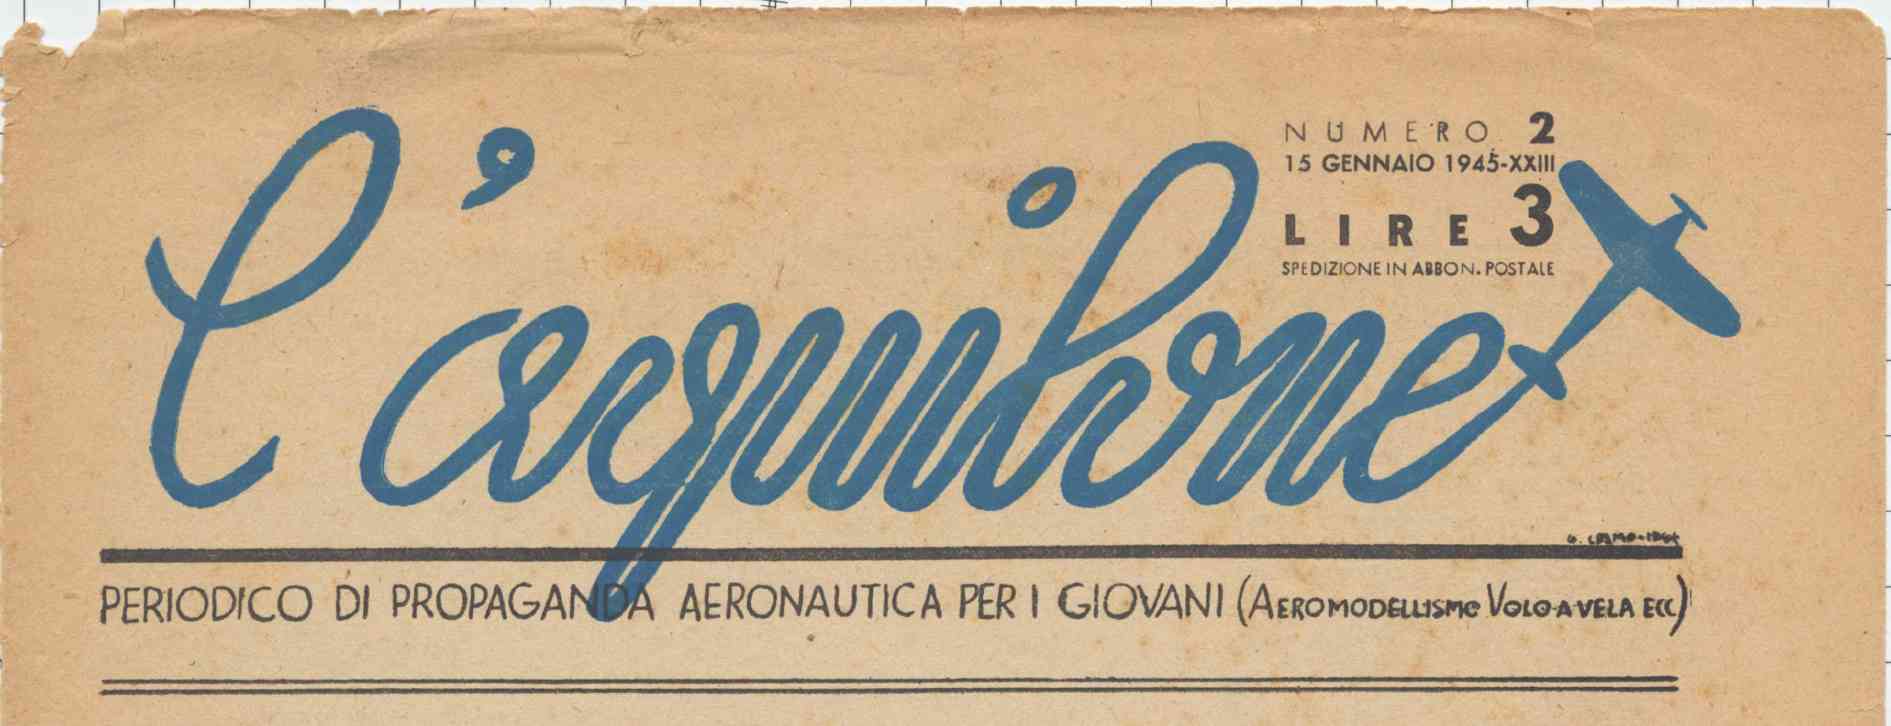 l'aquilone
NUMERO 2
15 GENNAIO 1945-XXIII
LIRE 3
SPEDIZIONE IN ABBON. POSTALE
PERIODICO DI PROPAGANDA AERONAUTICA PER I GIOVANI (AEROMODELLISMO VOLO-A-VELA ECC)